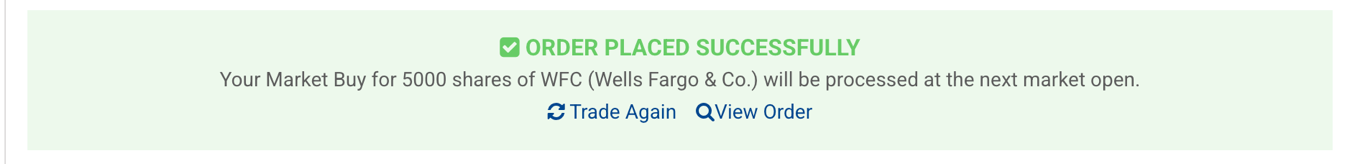 ORDER PLACED SUCCESSFULLY
Your Market Buy for 5000 shares of WFC (Wells Fargo & Co.) will be processed at the next market open.
Trade Again View Order